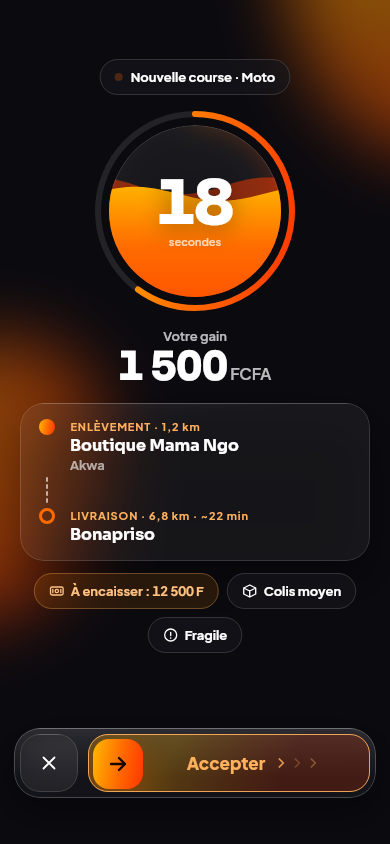 Nouvelle course · Moto
18
secondes
Votre gain
1 500 FCFA
ENLÈVEMENT · 1,2 km
Boutique Mama Ngo
Akwa
LIVRAISON · 6,8 km · ~22 min
Bonapriso
À encaisser : 12 500 F
Colis moyen
Fragile
Accepter